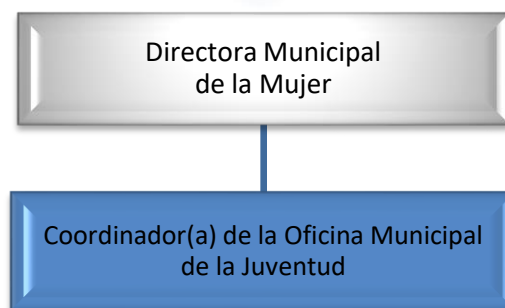 Directora Municipal
de la Mujer
Coordinador(a) de la Oficina Municipal
de la Juventud